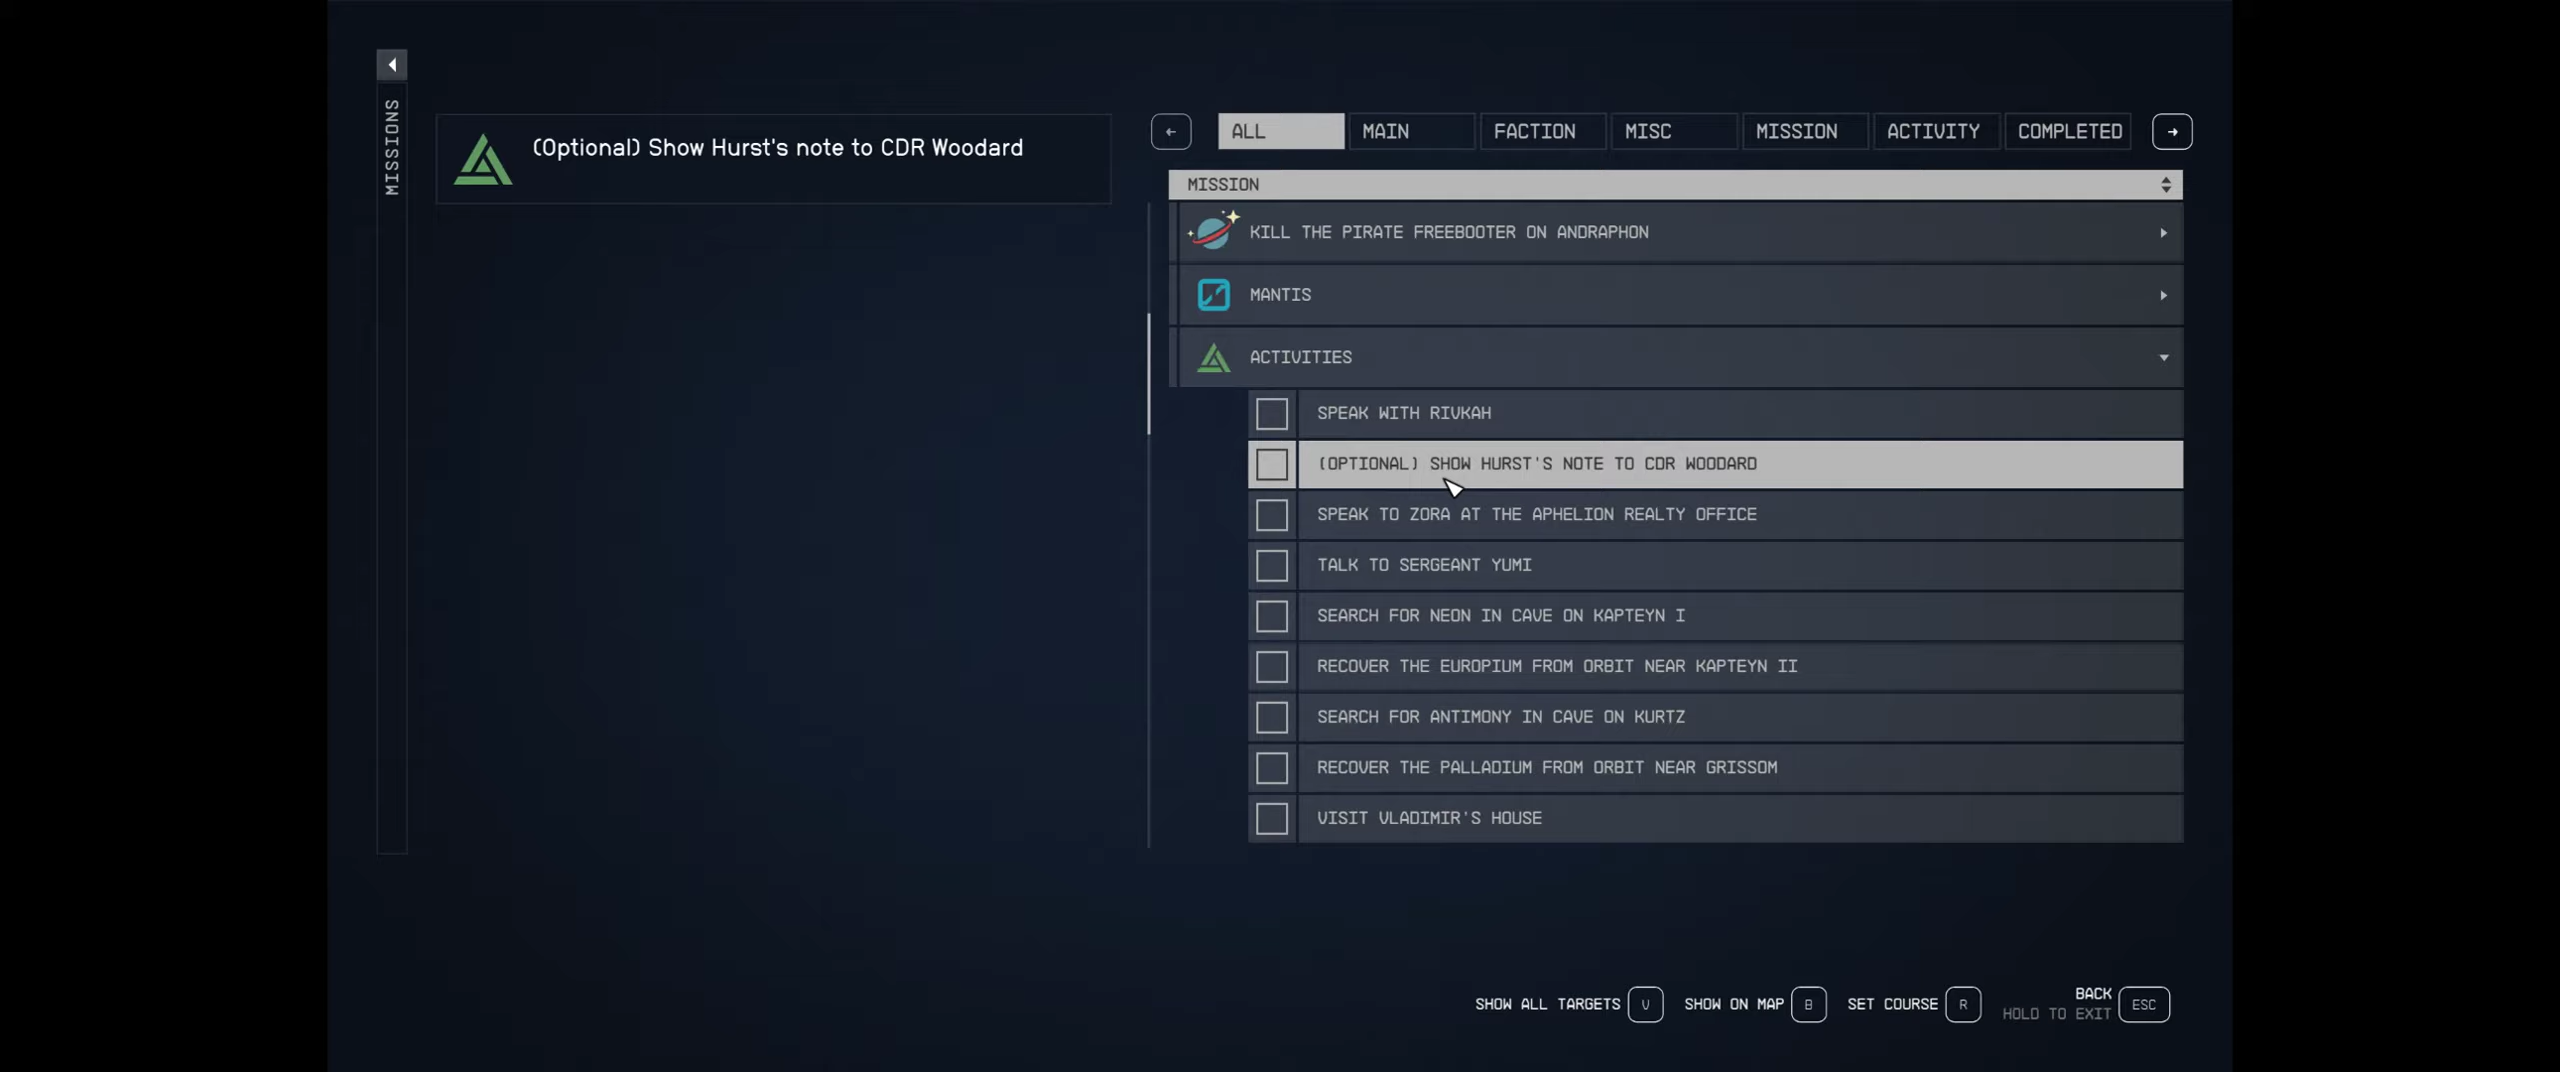 MISSIONS
(Optional) Show Hurst's note to CDR Woodard
ALL
MAIN
FACTION
MISC
MISSION
ACTIVITY
COMPLETED
MISSION
KILL THE PIRATE FREEBOOTER ON ANDRAPHON
MANTIS
ACTIVITIES
SPEAK WITH RIVKAH
(OPTIONAL) SHOW HURST'S NOTE TO CDR WOODARD
SPEAK TO ZORA AT THE APHELION REALTY OFFICE
TALK TO SERGEANT YUMI
SEARCH FOR NEON IN CAVE ON KAPTEYN I
RECOVER THE EUROPIUM FROM ORBIT NEAR KAPTEYN II
SEARCH FOR ANTIMONY IN CAVE ON KURTZ
RECOVER THE PALLADIUM FROM ORBIT NEAR GRISSOM
VISIT VLADIMIR'S HOUSE
SHOW ALL TARGETS V
SHOW ON MAP B
SET COURSE R
BACK
HOLD TO EXIT
ESC